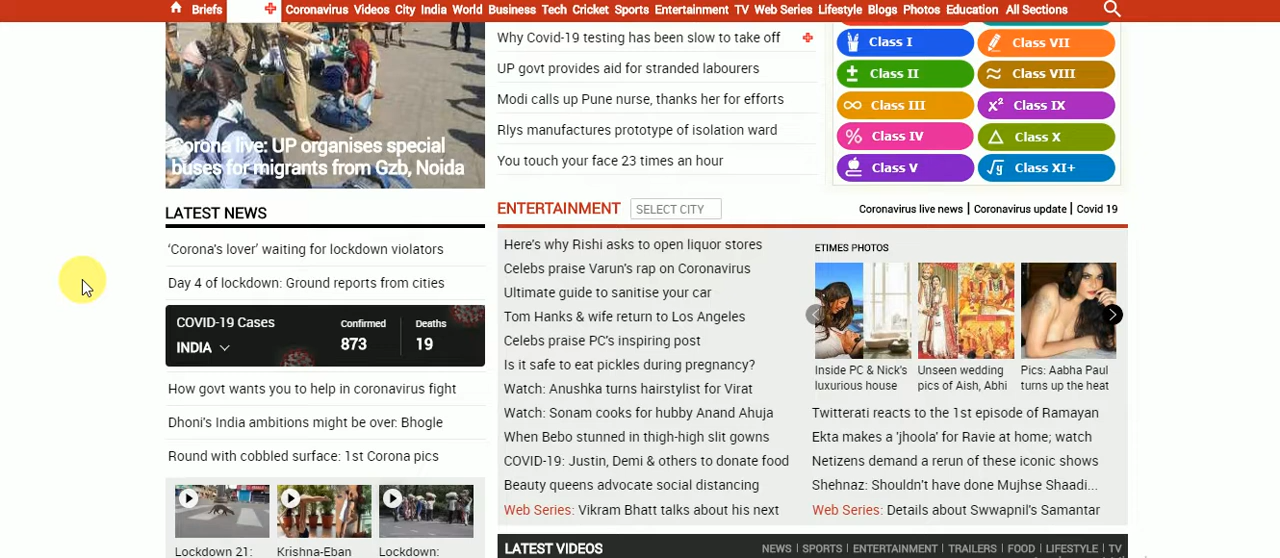 Briefs Coronavirus Videos City India World Business Tech Cricket Sports Entertainment TV Web Series Lifestyle Blogs Photos Education All Sections
Corona live: UP organises special
buses for migrants from Gzb, Noida
Why Covid-19 testing has been slow to take off
UP govt provides aid for stranded labourers
Modi calls up Pune nurse, thanks her for efforts
Rlys manufactures prototype of isolation ward
You touch your face 23 times an hour
Class I
Class VII
Class II
Class VIII
Class III
x² Class IX
% Class IV
Class X
Class V
√y Class XI+
LATEST NEWS
'Corona's lover' waiting for lockdown violators
Day 4 of lockdown: Ground reports from cities
COVID-19 Cases
INDIA
Confirmed
873
Deaths
19
How govt wants you to help in coronavirus fight
Dhoni's India ambitions might be over: Bhogle
Round with cobbled surface: 1st Corona pics
Lockdown 21:
Krishna-Eban
Lockdown:
ENTERTAINMENT SELECT CITY
Coronavirus live news | Coronavirus update | Covid 19
Here's why Rishi asks to open liquor stores
Celebs praise Varun's rap on Coronavirus
Ultimate guide to sanitise your car
Tom Hanks & wife return to Los Angeles
Celebs praise PC's inspiring post
Is it safe to eat pickles during pregnancy?
Watch: Anushka turns hairstylist for Virat
Watch: Sonam cooks for hubby Anand Ahuja
When Bebo stunned in thigh-high slit gowns
COVID-19: Justin, Demi & others to donate food
Beauty queens advocate social distancing
Web Series: Vikram Bhatt talks about his next
ETIMES PHOTOS
Inside PC & Nick's
luxurious house
Unseen wedding
pics of Aish, Abhi
Pics: Aabha Paul
turns up the heat
Twitterati reacts to the 1st episode of Ramayan
Ekta makes a 'jhoola' for Ravie at home; watch
Netizens demand a rerun of these iconic shows
Shehnaz: Shouldn't have done Mujhse Shaadi...
Web Series: Details about Swwapnil's Samantar
LATEST VIDEOS
NEWS | SPORTS | ENTERTAINMENT | TRAILERS | FOOD | LIFESTYLE | TV